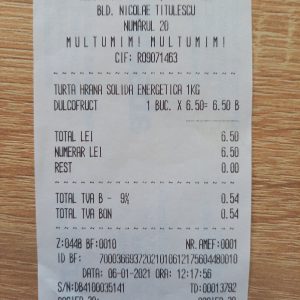 BLD. NICOLAE TITULESCU
NUMARUL 20
MULTUMIM! MULTUMIM!
CIF: RO9071463
TURTA HRANA SOLIDA ENERGETICA 1KG
DULCOFRUCT 1 BUC. X 6.50= 6.50 B
TOTAL LEI 6.50
NUMERAR LEI 6.50
REST 0.00
TOTAL TVA B - 9% 0.54
TOTAL TVA BON 0.54
Z:0448 BF:0010 NR.AMEF:0001
ID BF: 70003669372021010612175604480010
DATA: 06-01-2021 ORA: 12:17:56
S/N:DB4100035141 TD:00013792